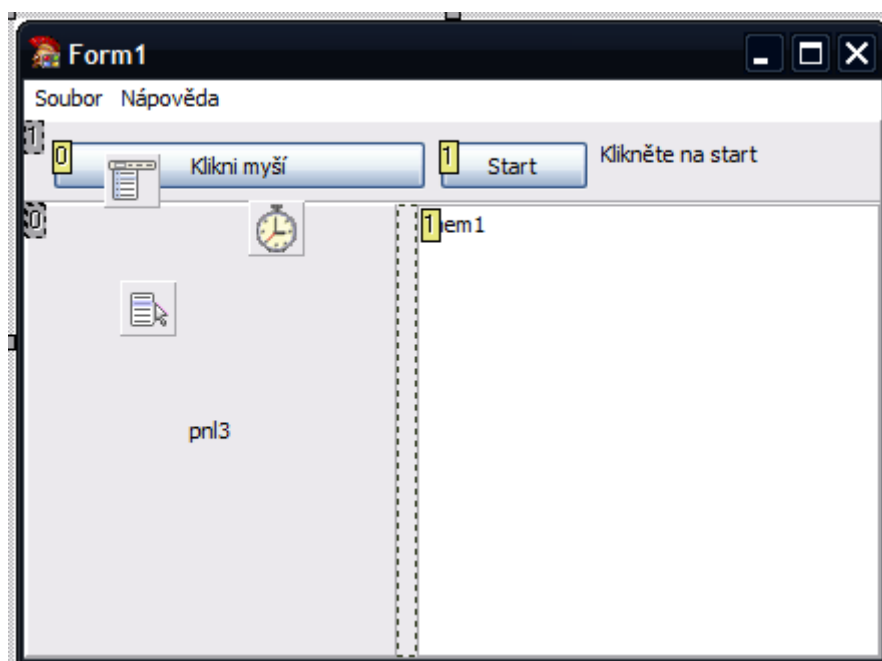 Form1
Soubor Nápověda
1
0 Klikni myší 1 Start Klikněte na start
0 1 em1
pnl3